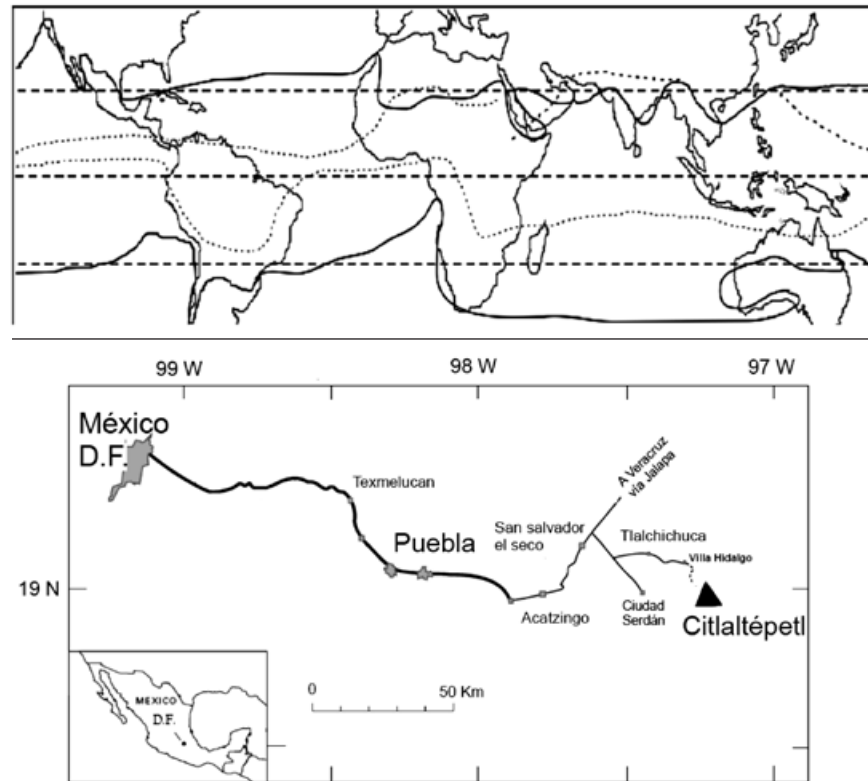 99 W
98 W
97 W
México
D.F.
Texmelucan
A Veracruz
vía Jalapa
San salvador
el seco
Tlalchichuca
Villa Hidalgo
Puebla
19 N
Acatzingo
Ciudad
Serdán
Citlaltépetl
MEXICO
D.F.
0
50 Km